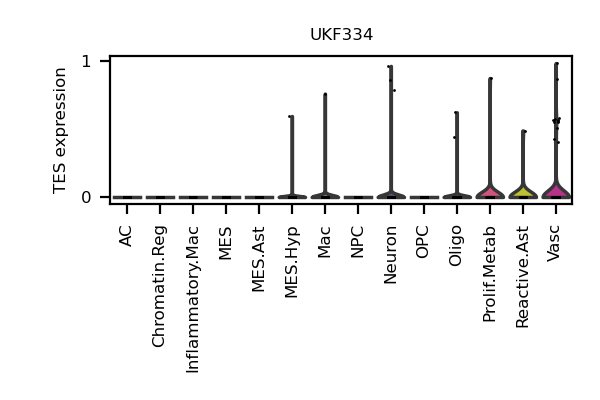 UKF334
TES expression
1
0
AC
Chromatin.Reg
Inflammatory.Mac
MES
MES.Ast
MES.Hyp
Mac
NPC
Neuron
OPC
Oligo
Prolif.Metab
Reactive.Ast
Vasc